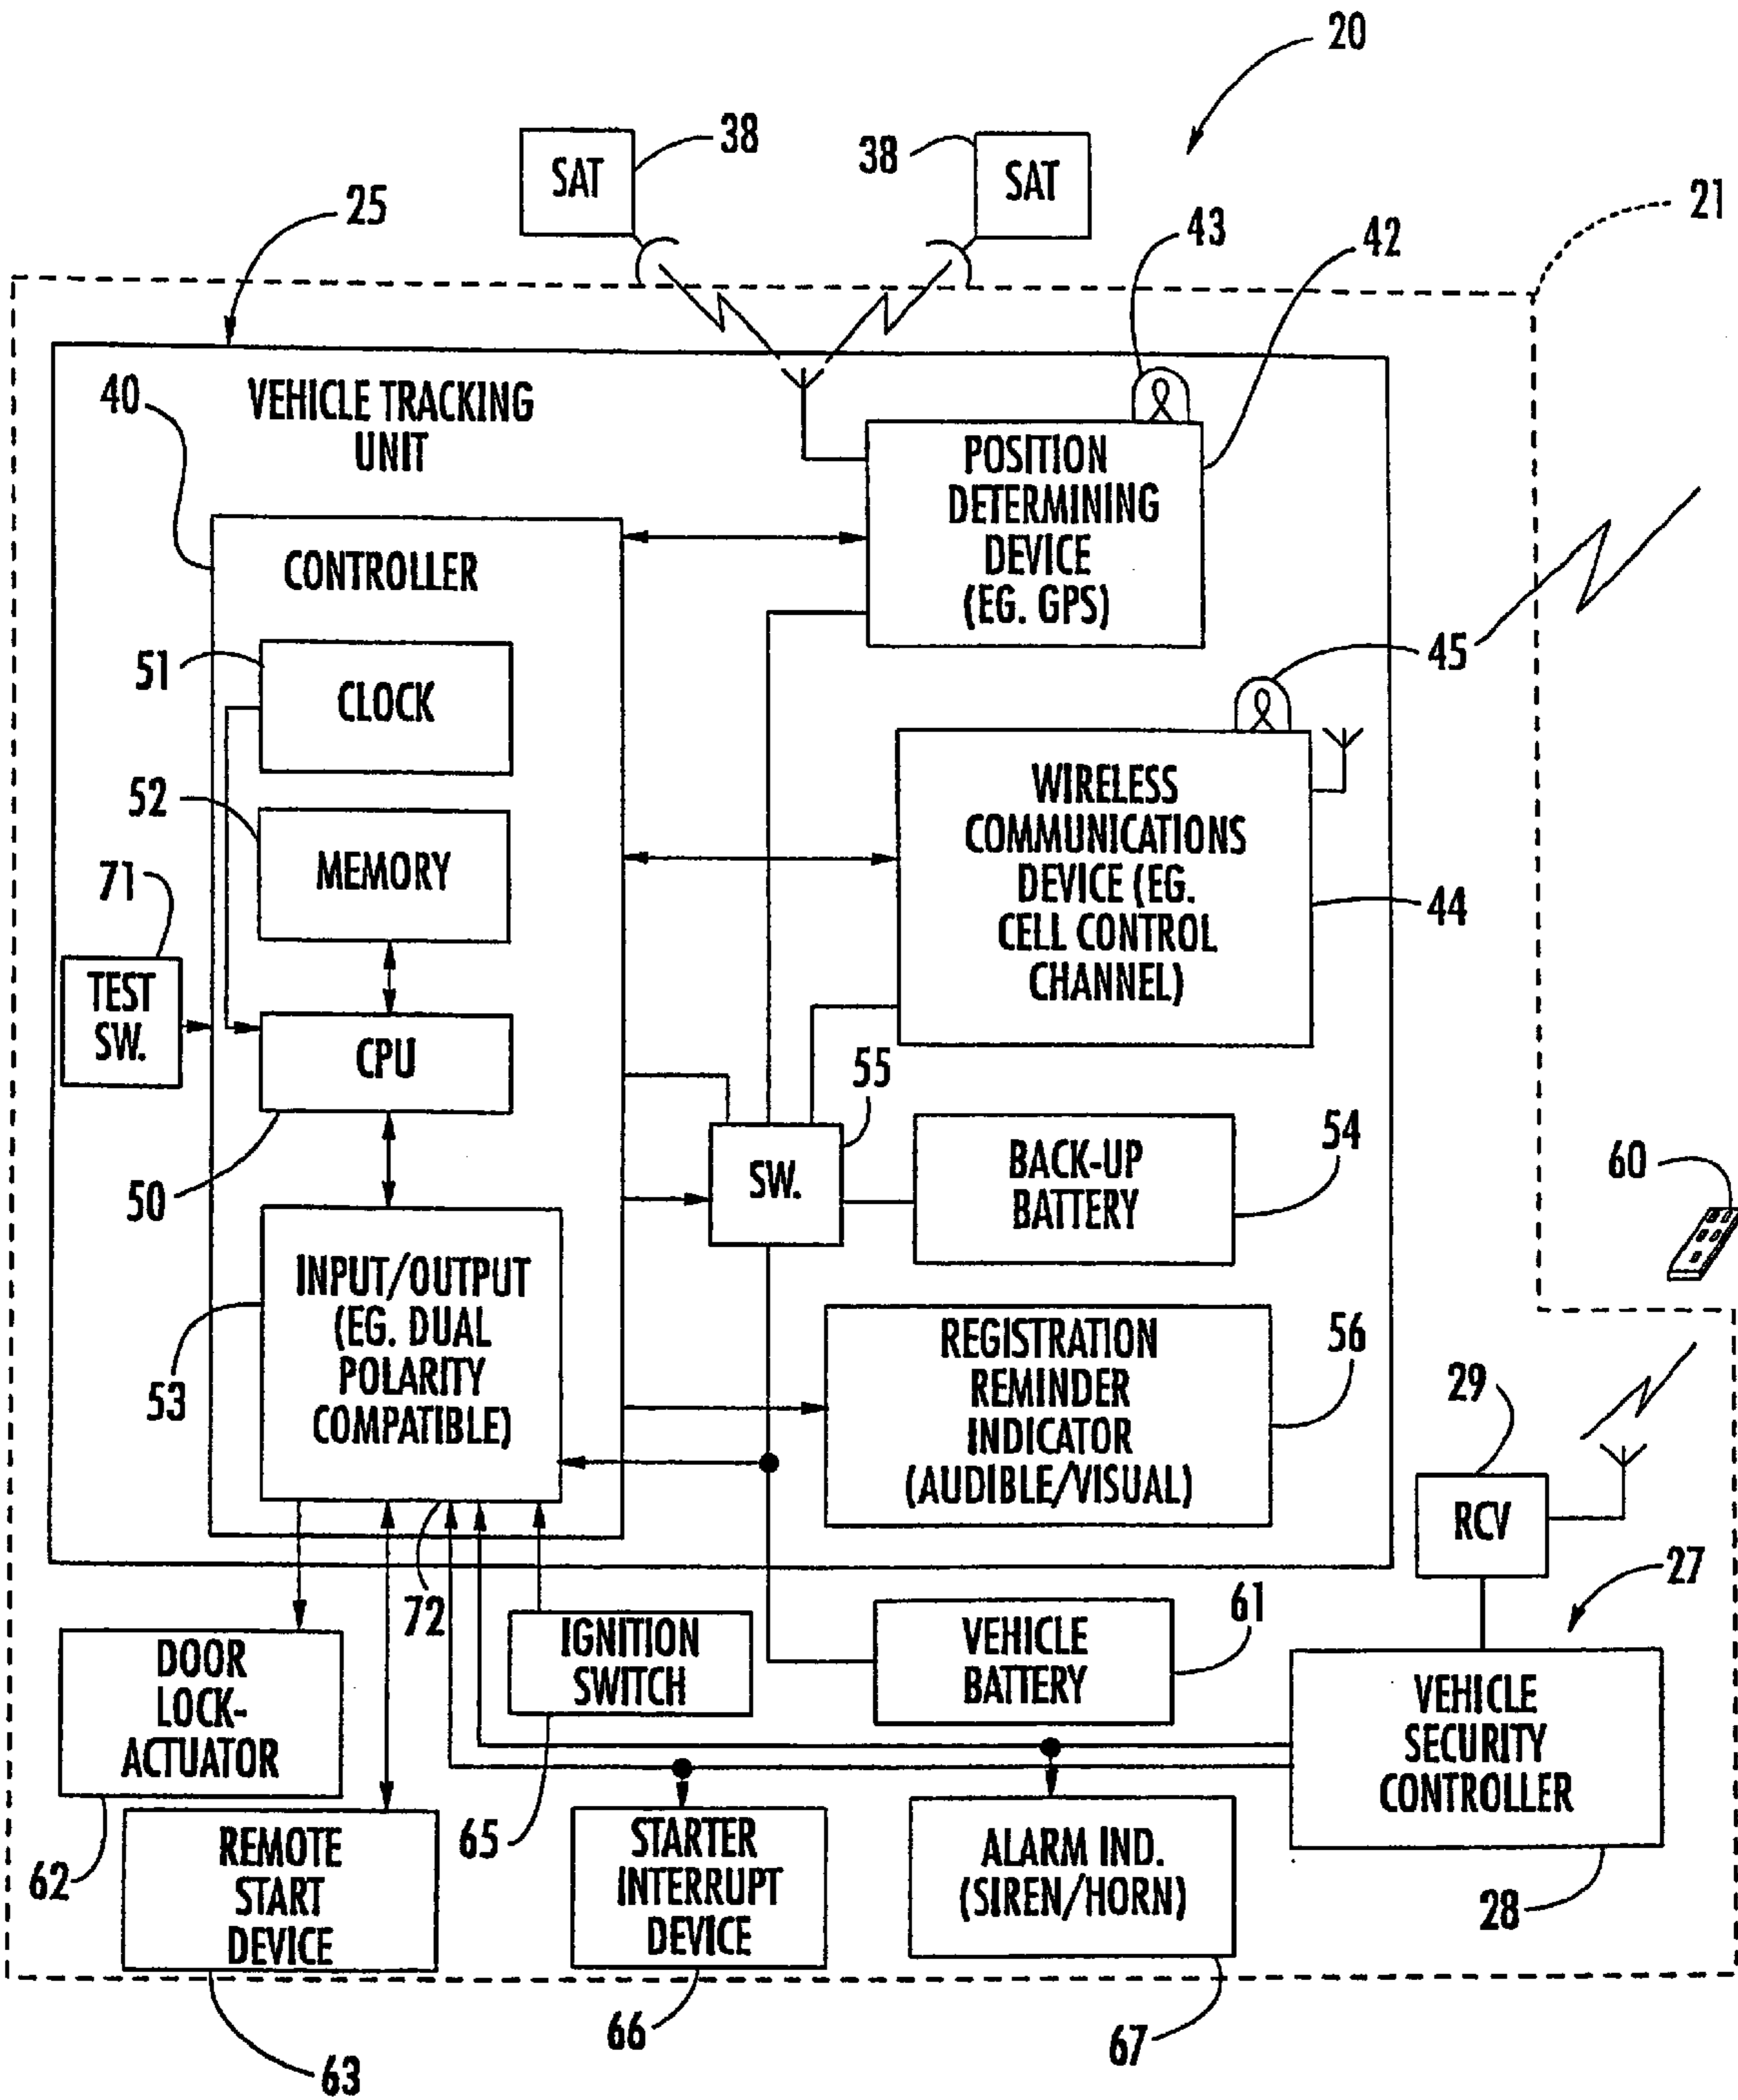 20
38
38
SAT
SAT
21
25
43
42
40
VEHICLE TRACKING
UNIT
POSITION
DETERMINING
DEVICE
(EG. GPS)
CONTROLLER
51
CLOCK
45
52
MEMORY
WIRELESS
COMMUNICATIONS
DEVICE (EG.
CELL CONTROL
CHANNEL)
44
71
TEST
SW.
CPU
50
55
SW.
BACK-UP
BATTERY
54
60
INPUT/OUTPUT
(EG. DUAL
POLARITY
COMPATIBLE)
53
REGISTRATION
REMINDER
INDICATOR
(AUDIBLE/VISUAL)
56
29
RCV
27
72
IGNITION
SWITCH
65
VEHICLE
BATTERY
61
DOOR
LOCK-
ACTUATOR
62
VEHICLE
SECURITY
CONTROLLER
28
REMOTE
START
DEVICE
63
STARTER
INTERRUPT
DEVICE
66
ALARM IND.
(SIREN/HORN)
67